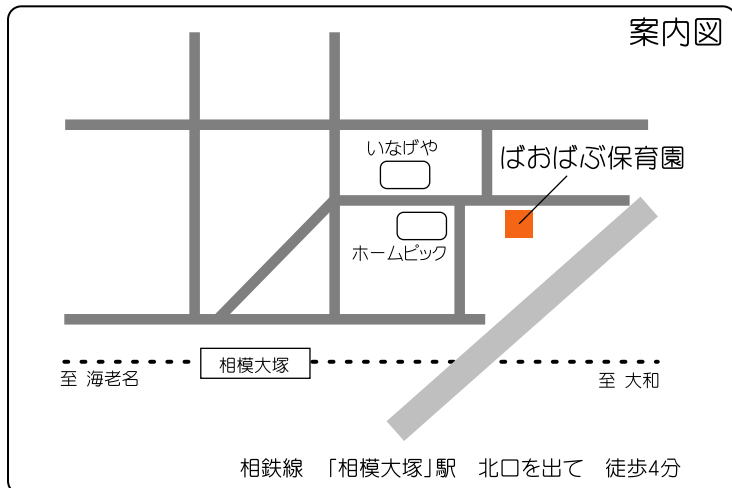 案内図
いなげや
ばおばぶ保育園
ホームピック
相模大塚
至 海老名
至 大和
相鉄線 「相模大塚」駅 北口を出て 徒歩4分